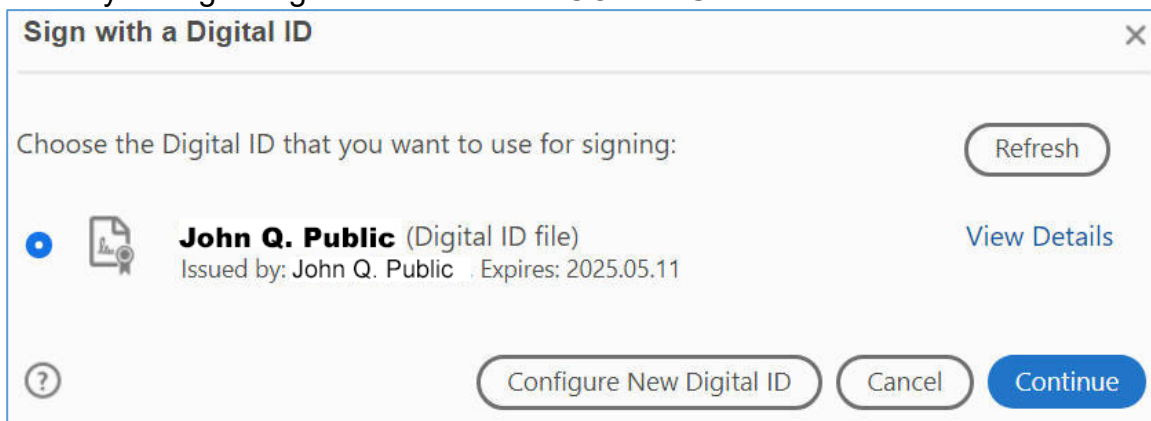 Sign with a Digital ID
Choose the Digital ID that you want to use for signing:
Refresh
John Q. Public (Digital ID file)
View Details
Issued by: John Q. Public . Expires: 2025.05.11
?
Configure New Digital ID
Cancel
Continue